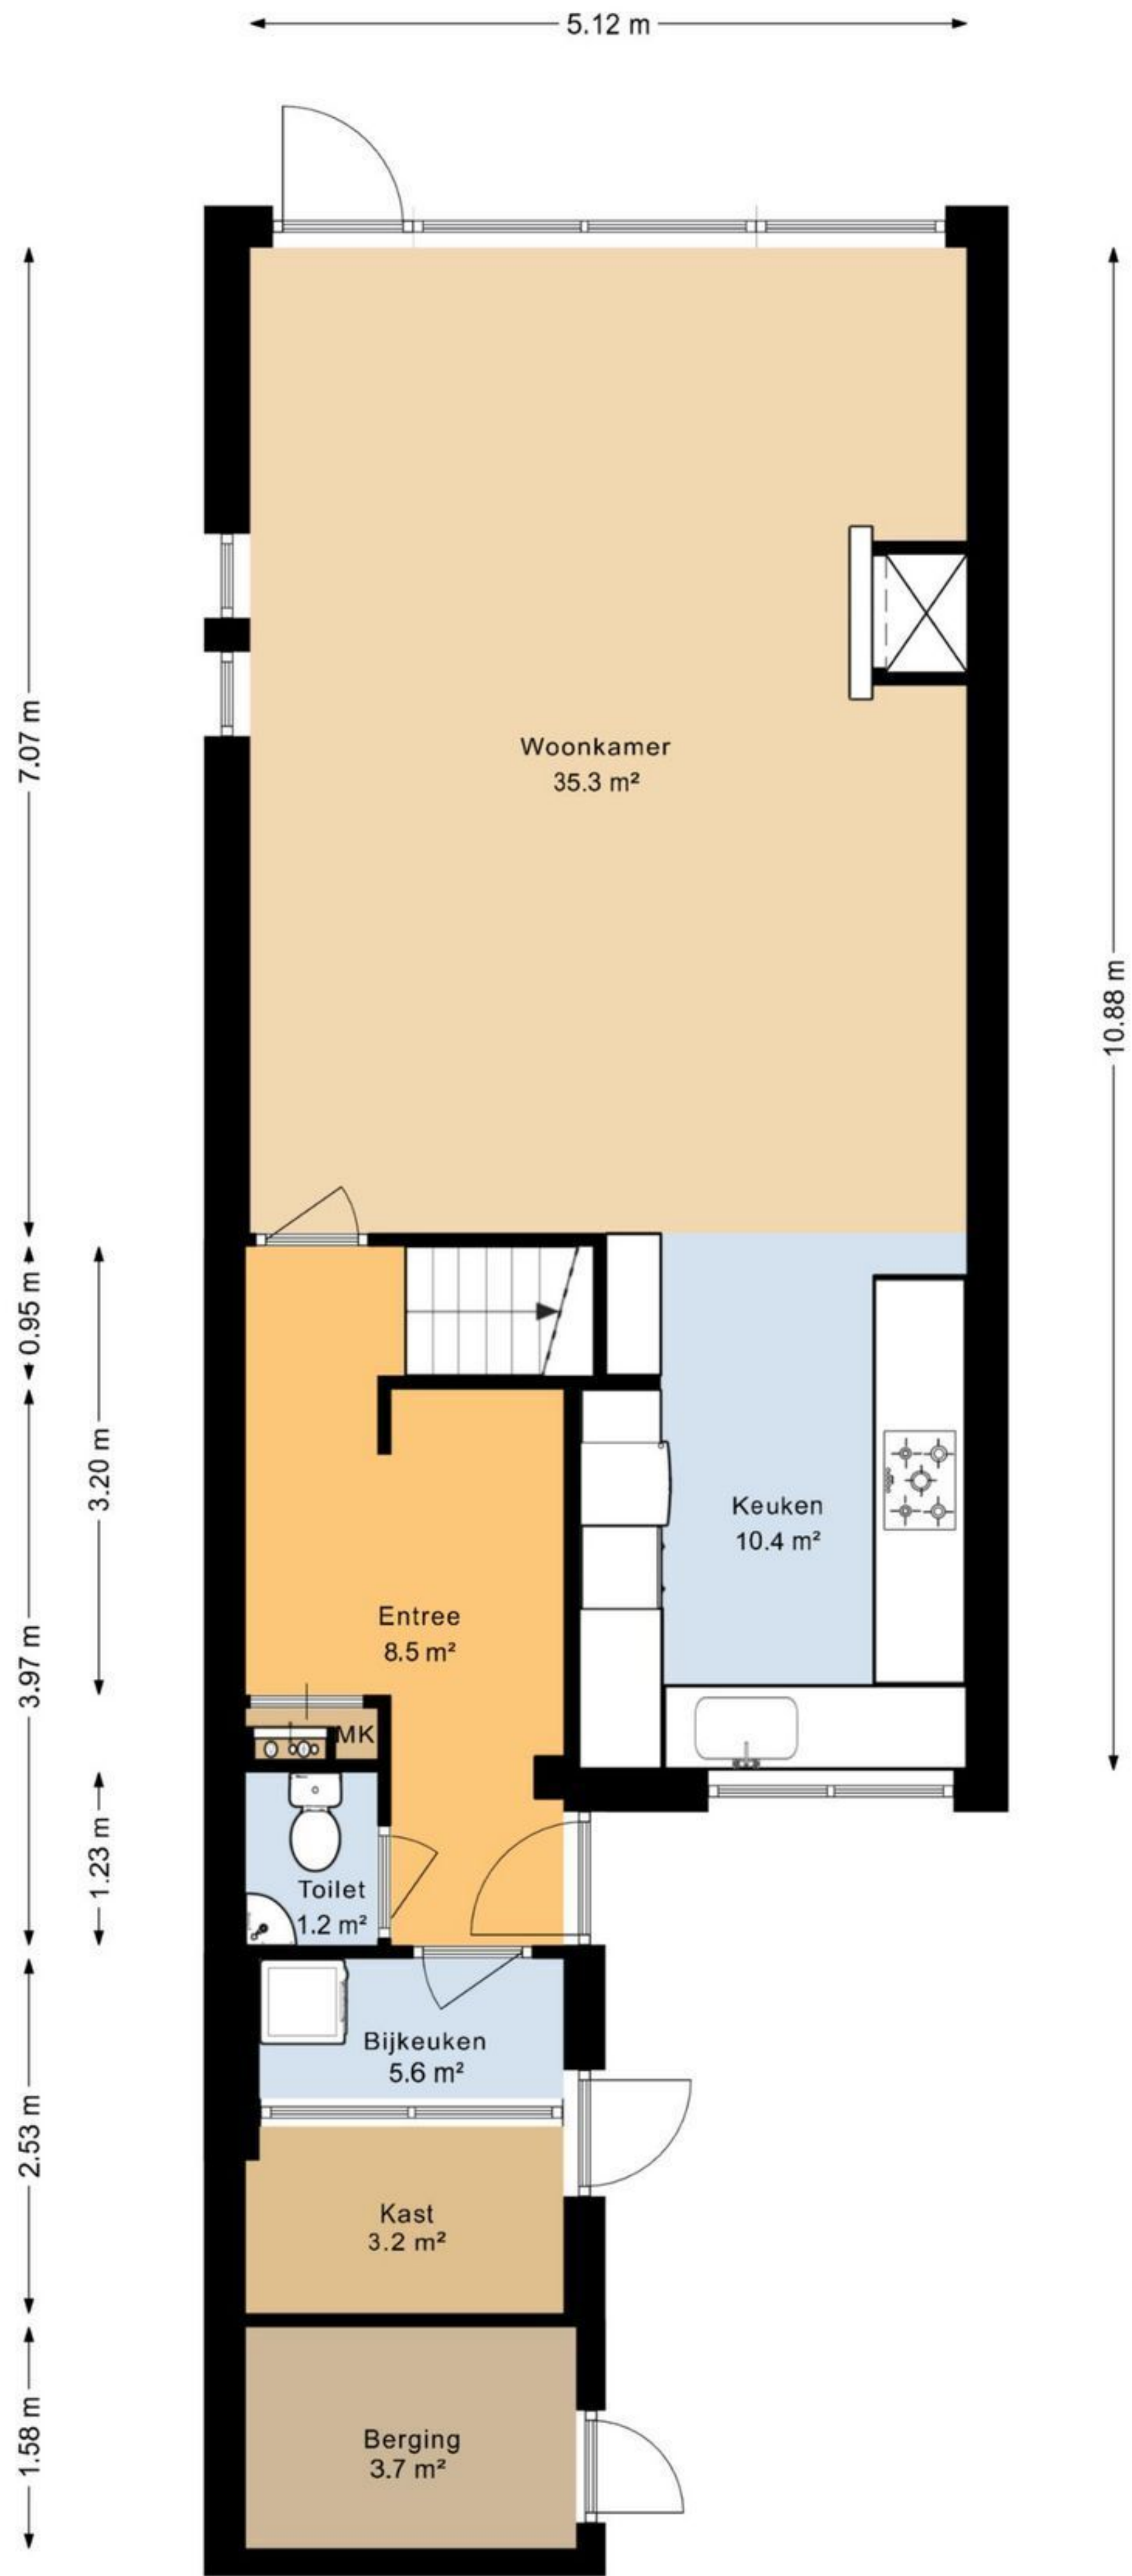 5.12 m
7.07 m
Woonkamer
35.3 m²
10.88 m
0.95 m
3.20 m
Keuken
10.4 m²
3.97 m
Entree
8.5 m²
MK
1.23 m
Toilet
1.2 m²
Bijkeuken
5.6 m²
2.53 m
Kast
3.2 m²
1.58 m
Berging
3.7 m²